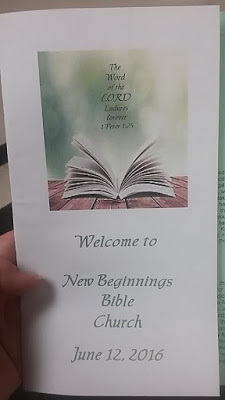 The
Word
of the
LORD
Endures
forever
1 Peter 1:25
Welcome to
New Beginnings
Bible
Church
June 12, 2016